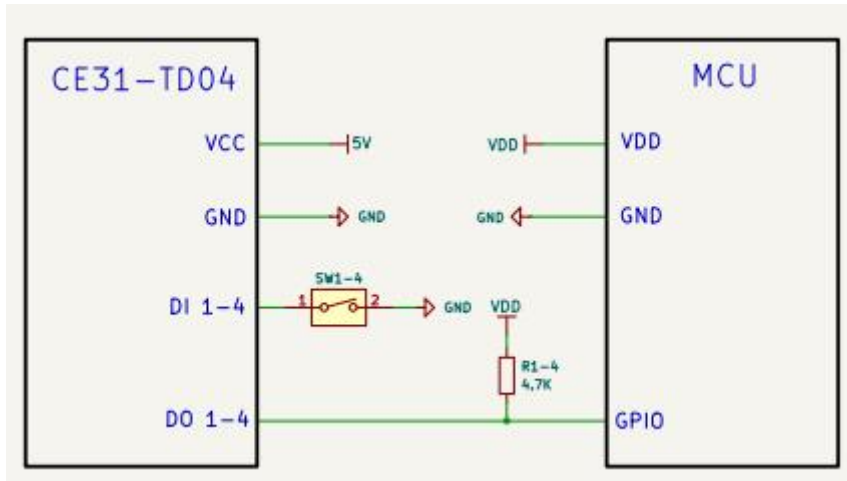 CE31-TD04
MCU
VCC
5V
VDD
VDD
GND
GND
GND
GND
SW1-4
DI 1-4
1
2
GND
VDD
R1-4
4,7K
DO 1-4
GPIO